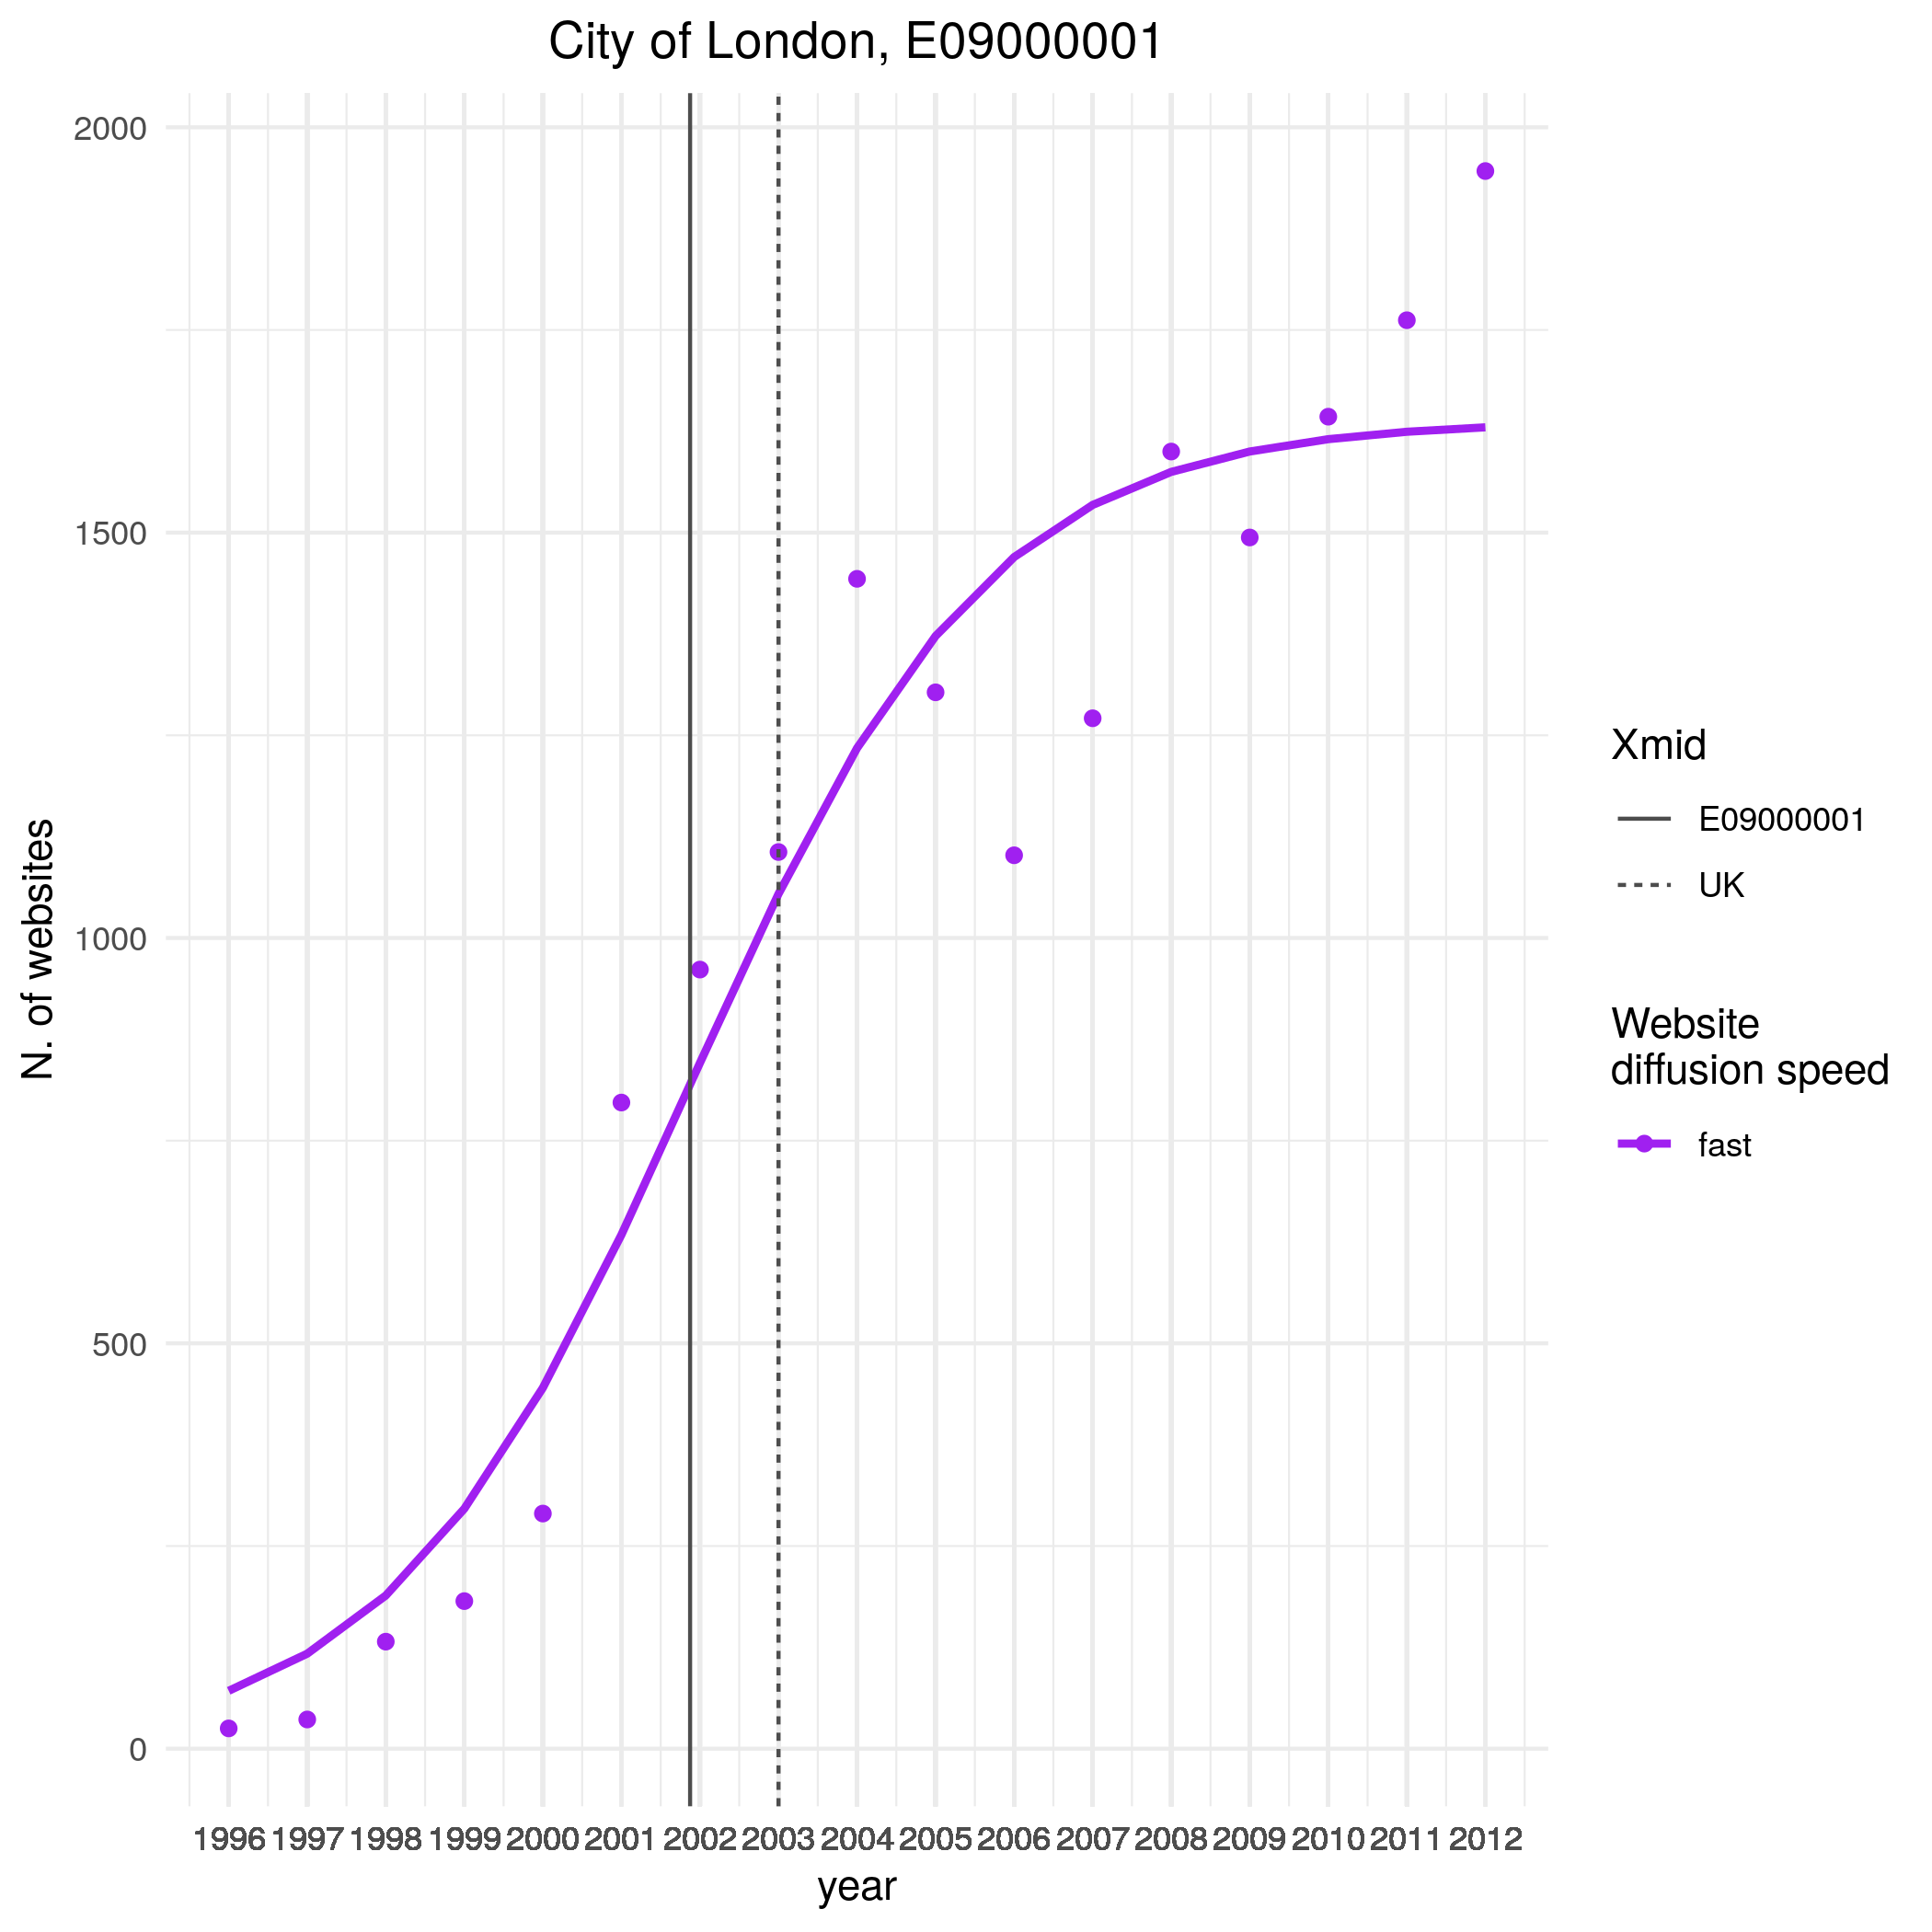 City of London, E09000001
2000
1500
1000
500
0
N. of websites
1996 1997 1998 1999 2000 2001 2002 2003 2004 2005 2006 2007 2008 2009 2010 2011 2012
year
Xmid
E09000001
UK
Website
diffusion speed
fast